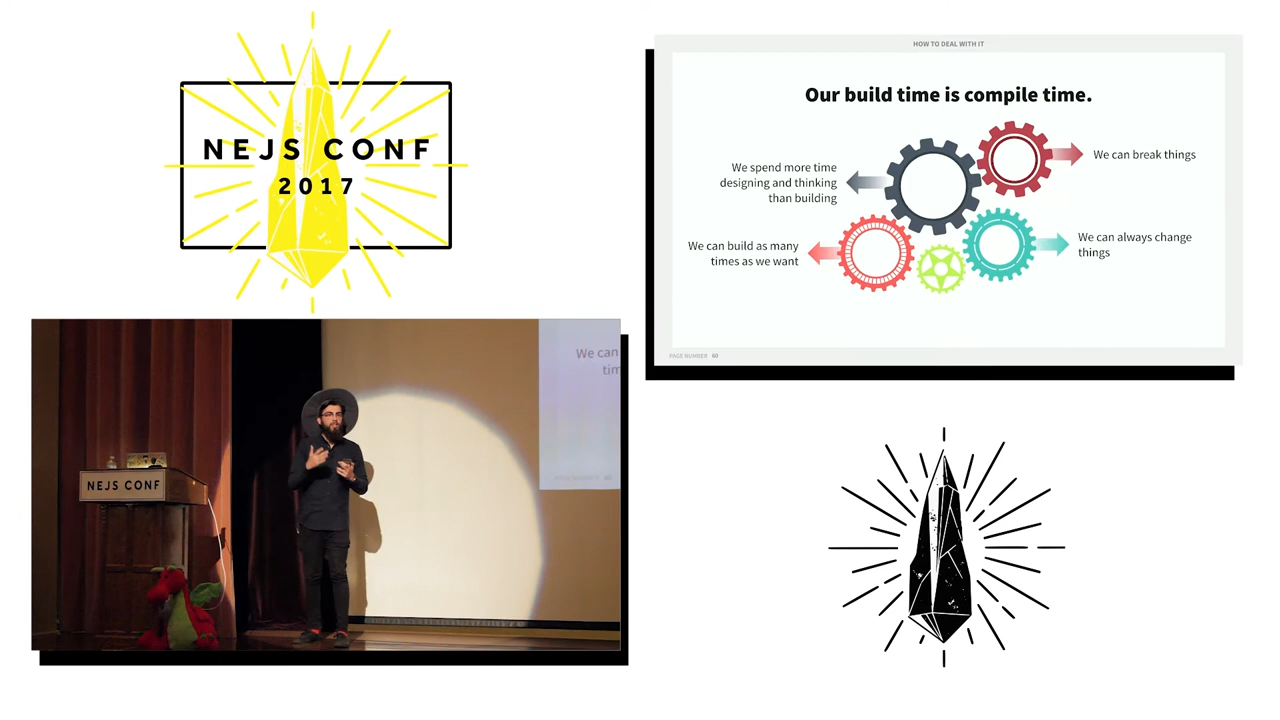 NEJS CONF
2017
HOW TO DEAL WITH IT
Our build time is compile time.
We spend more time
designing and thinking
than building
We can break things
We can build as many
times as we want
We can always change
things
PAGE NUMBER 60
We can
tim
NEJS CONF